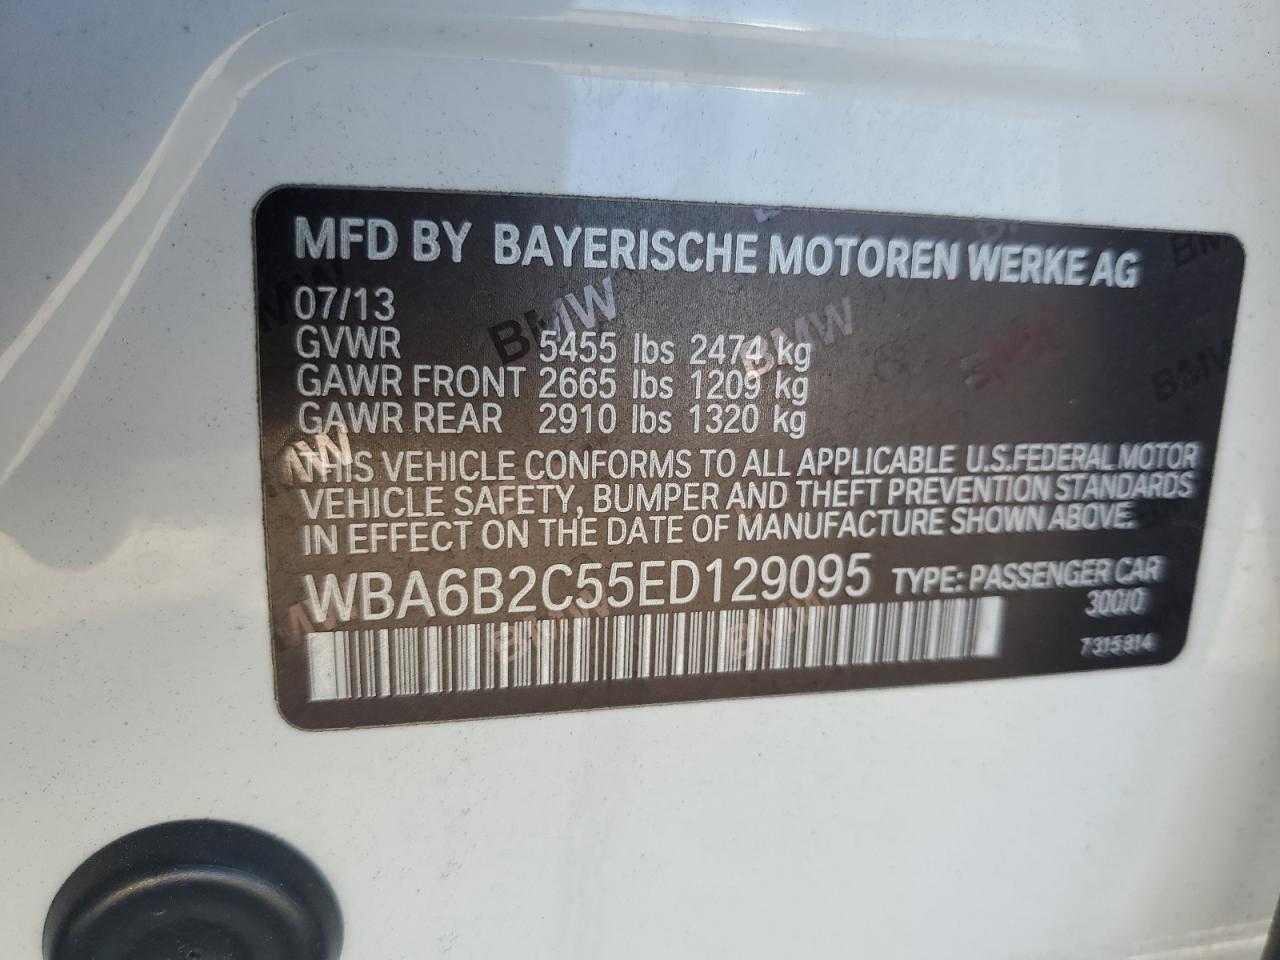 MFD BY BAYERISCHE MOTOREN WERKE AG
07/13
GVWR 5455 lbs 2474 kg
GAWR FRONT 2665 lbs 1209 kg
GAWR REAR 2910 lbs 1320 kg
THIS VEHICLE CONFORMS TO ALL APPLICABLE U.S.FEDERAL MOTOR
VEHICLE SAFETY, BUMPER AND THEFT PREVENTION STANDARDS
IN EFFECT ON THE DATE OF MANUFACTURE SHOWN ABOVE.
WBA6B2C55ED129095 TYPE: PASSENGER CAR
300/0
7315814